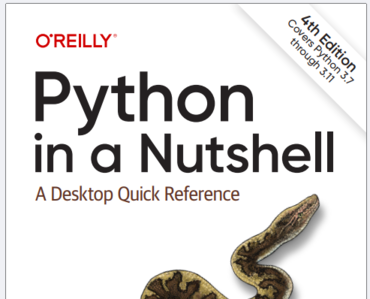 O'REILLY®
4th Edition
Covers Python 3.7
through 3.11
Python
in a Nutshell
A Desktop Quick Reference